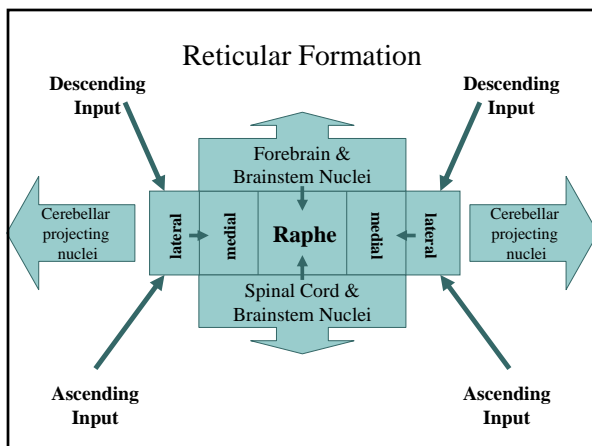 Reticular Formation
Descending
Input
Descending
Input
Forebrain &
Brainstem Nuclei
Cerebellar
projecting
nuclei
lateral
medial
Raphe
medial
lateral
Cerebellar
projecting
nuclei
Spinal Cord &
Brainstem Nuclei
Ascending
Input
Ascending
Input